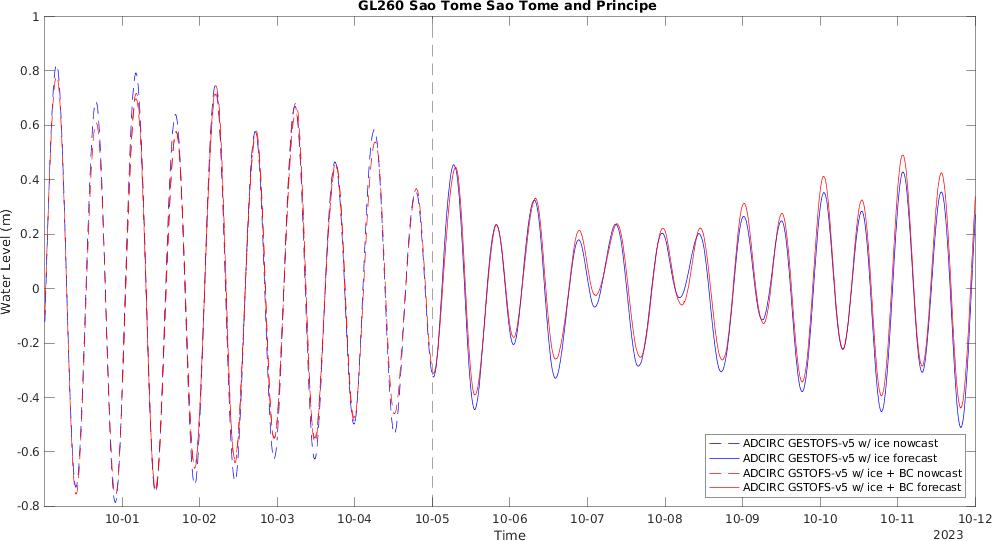 GL260 Sao Tome Sao Tome and Principe
Water Level (m)
1
0.8
0.6
0.4
0.2
0
-0.2
-0.4
-0.6
-0.8
ADCIRC GESTOFS-v5 w/ ice nowcast
ADCIRC GESTOFS-v5 w/ ice forecast
ADCIRC GSTOFS-v5 w/ ice + BC nowcast
ADCIRC GSTOFS-v5 w/ ice + BC forecast
10-01 10-02 10-03 10-04 10-05 10-06 10-07 10-08 10-09 10-10 10-11 10-12
Time
2023